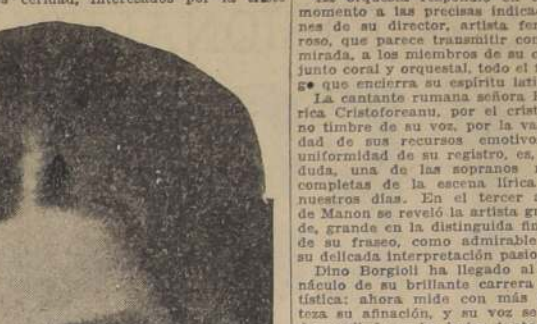 ceridad, interesados por la frase
momento a las precisas indica
nes de su director, artista fer
roso, que parece transmitir con
mirada, a los miembros de su c
junto coral y orquestal, todo el f
que encierra su espíritu lati
La cantante rumana señora F
rica Cristoforeanu, por el crist
no timbre de su voz, por la va
dad de sus recursos emotivo
uniformidad de su registro, es,
duda, una de las sopranos
completas de la escena lírica
nuestros días. En el tercer a
de Manon se reveló la artista gr
de, grande en la distinguida fin
de su fraseo, como admirable
su delicada interpretación pasio
Dino Borgioli ha llegado al
náculo de su brillante carrera
tística: ahora mide con más
teza su afinación, y su voz se